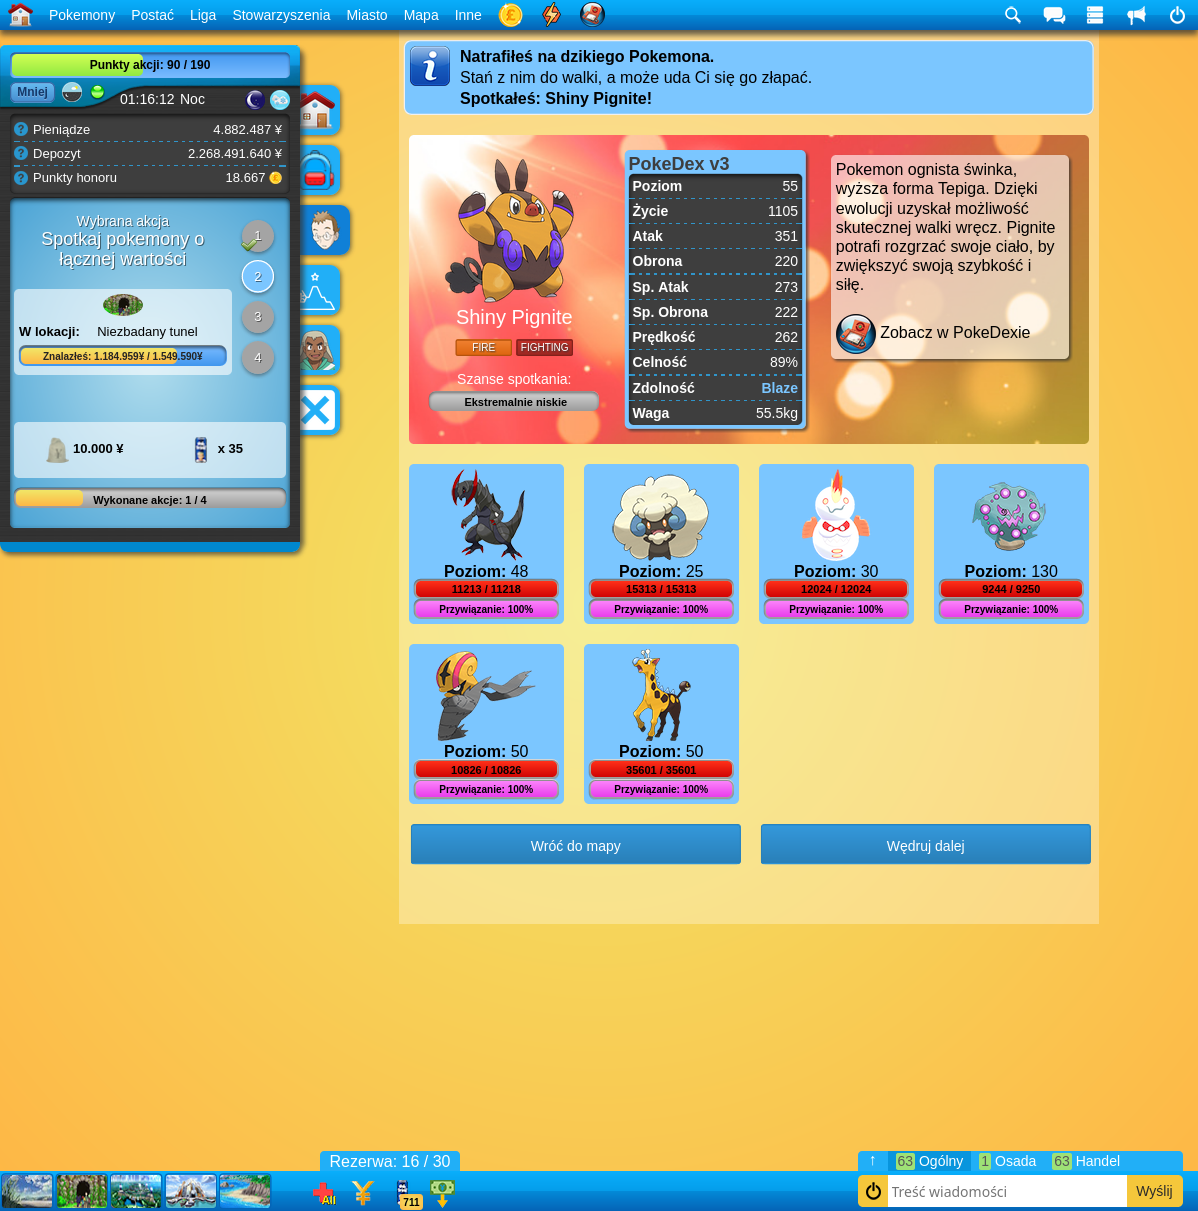 Pokemony Postać Liga Stowarzyszenia Miasto Mapa Inne
Punkty akcji: 90 / 190
Mniej
01:16:12 Noc
Pieniądze 4.882.487 ¥
Depozyt 2.268.491.640 ¥
Punkty honoru 18.667
Wybrana akcja
Spotkaj pokemony o
łącznej wartości
1
2
3
4
W lokacji: Niezbadany tunel
Znalazłeś: 1.184.959¥ / 1.549.590¥
10.000 ¥ x 35
Wykonane akcje: 1 / 4
Natrafiłeś na dzikiego Pokemona.
Stań z nim do walki, a może uda Ci się go złapać.
Spotkałeś: Shiny Pignite!
Shiny Pignite
FIRE FIGHTING
Szanse spotkania:
Ekstremalnie niskie
PokeDex v3
Poziom 55
Życie 1105
Atak 351
Obrona 220
Sp. Atak 273
Sp. Obrona 222
Prędkość 262
Celność 89%
Zdolność Blaze
Waga 55.5kg
Pokemon ognista świnka,
wyższa forma Tepiga. Dzięki
ewolucji uzyskał możliwość
skutecznej walki wręcz. Pignite
potrafi rozgrzać swoje ciało, by
zwiększyć swoją szybkość i
siłę.
Zobacz w PokeDexie
Poziom: 48 Poziom: 25 Poziom: 30 Poziom: 130
11213 / 11218 15313 / 15313 12024 / 12024 9244 / 9250
Przywiązanie: 100% Przywiązanie: 100% Przywiązanie: 100% Przywiązanie: 100%
Poziom: 50 Poziom: 50
10826 / 10826 35601 / 35601
Przywiązanie: 100% Przywiązanie: 100%
Wróć do mapy Wędruj dalej
Rezerwa: 16 / 30
All
711
↑ 63 Ogólny 1 Osada 63 Handel
Treść wiadomości Wyślij